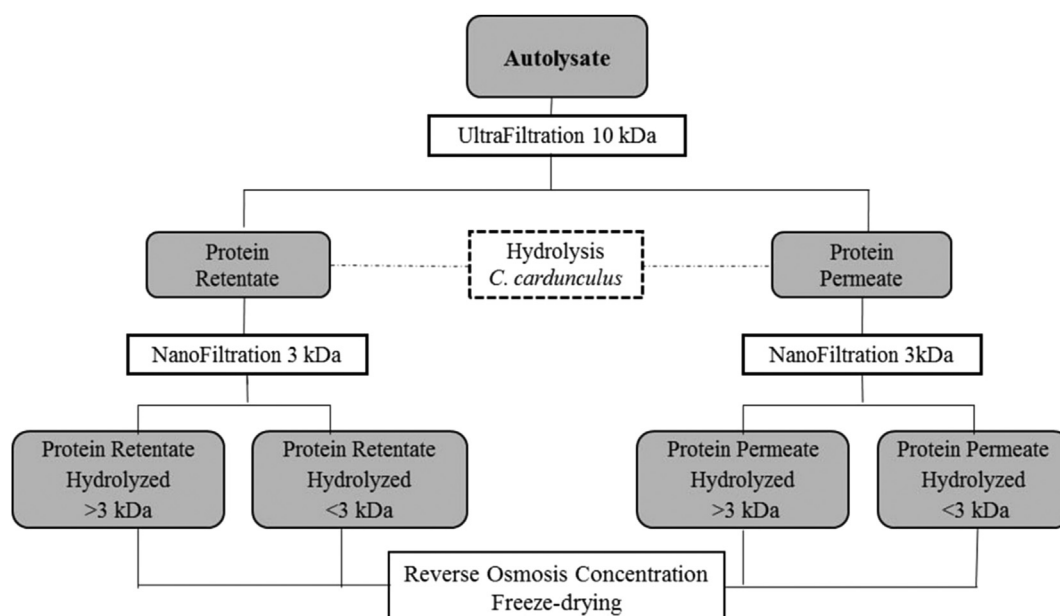 Autolysate
UltraFiltration 10 kDa
Protein
Retentate
Hydrolysis
C. cardunculus
Protein
Permeate
NanoFiltration 3 kDa
NanoFiltration 3kDa
Protein Retentate
Hydrolyzed
>3 kDa
Protein Retentate
Hydrolyzed
<3 kDa
Protein Permeate
Hydrolyzed
>3 kDa
Protein Permeate
Hydrolyzed
<3 kDa
Reverse Osmosis Concentration
Freeze-drying